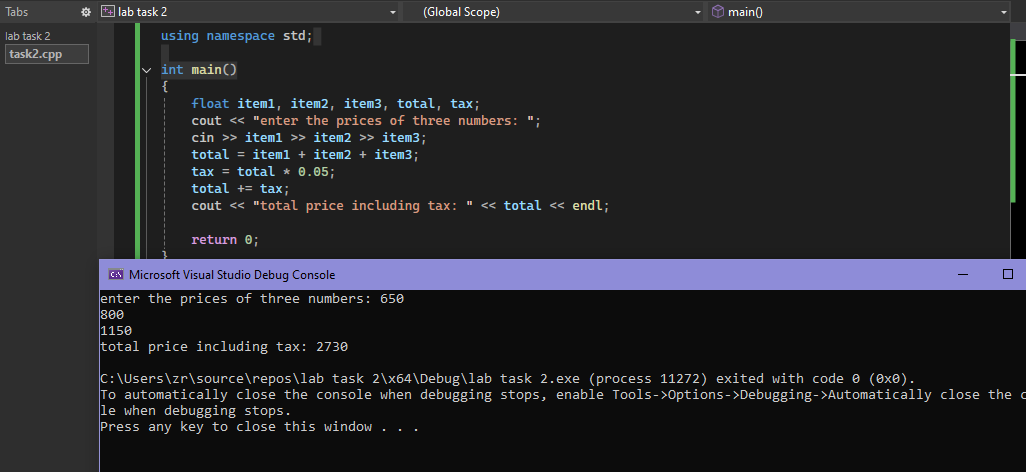 Tabs
lab task 2
(Global Scope)
main()
lab task 2
task2.cpp
using namespace std;
int main()
{
float item1, item2, item3, total, tax;
cout << "enter the prices of three numbers: ";
cin >> item1 >> item2 >> item3;
total = item1 + item2 + item3;
tax = total * 0.05;
total += tax;
cout << "total price including tax: " << total << endl;
return 0;
}
C:\ Microsoft Visual Studio Debug Console
enter the prices of three numbers: 650
800
1150
total price including tax: 2730
C:\Users\zr\source\repos\lab task 2\x64\Debug\lab task 2.exe (process 11272) exited with code 0 (0x0).
To automatically close the console when debugging stops, enable Tools->Options->Debugging->Automatically close the c
le when debugging stops.
Press any key to close this window . . .